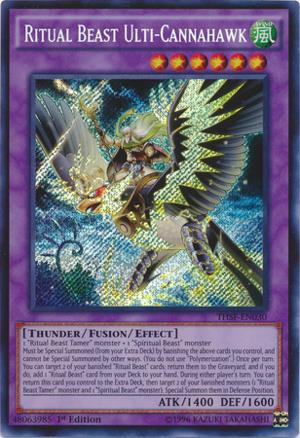 RITUAL BEAST ULTI-CANNAHAWK
WIND
風
THSF-EN030
[THUNDER/FUSION/EFFECT]
1 "Ritual Beast Tamer" monster + 1 "Spiritual Beast" monster
Must be Special Summoned (from your Extra Deck) by banishing the above cards you control, and
cannot be Special Summoned by other ways. (You do not use "Polymerization".) Once per turn:
You can target 2 of your banished "Ritual Beast" cards; return them to the Graveyard, and if you
do, add 1 "Ritual Beast" card from your Deck to your hand. During either player's turn: You can
return this card you control to the Extra Deck, then target 2 of your banished monsters (1 "Ritual
Beast Tamer" monster and 1 "Spiritual Beast" monster); Special Summon them in Defense Position.
ATK/1400 DEF/1600
48063985 1st Edition ©1996 KAZUKI TAKAHASHI